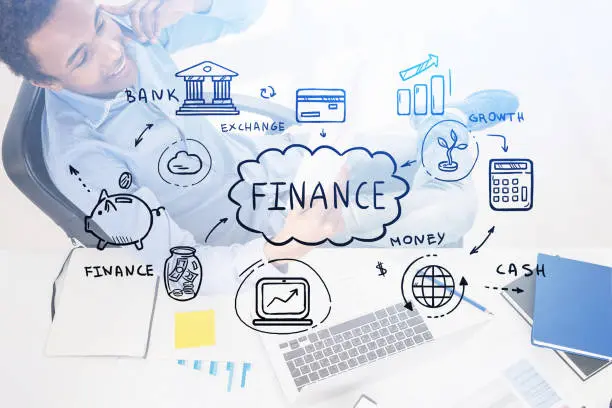 BANK
EXCHANGE
GROWTH
FINANCE
MONEY
FINANCE
$
CASH